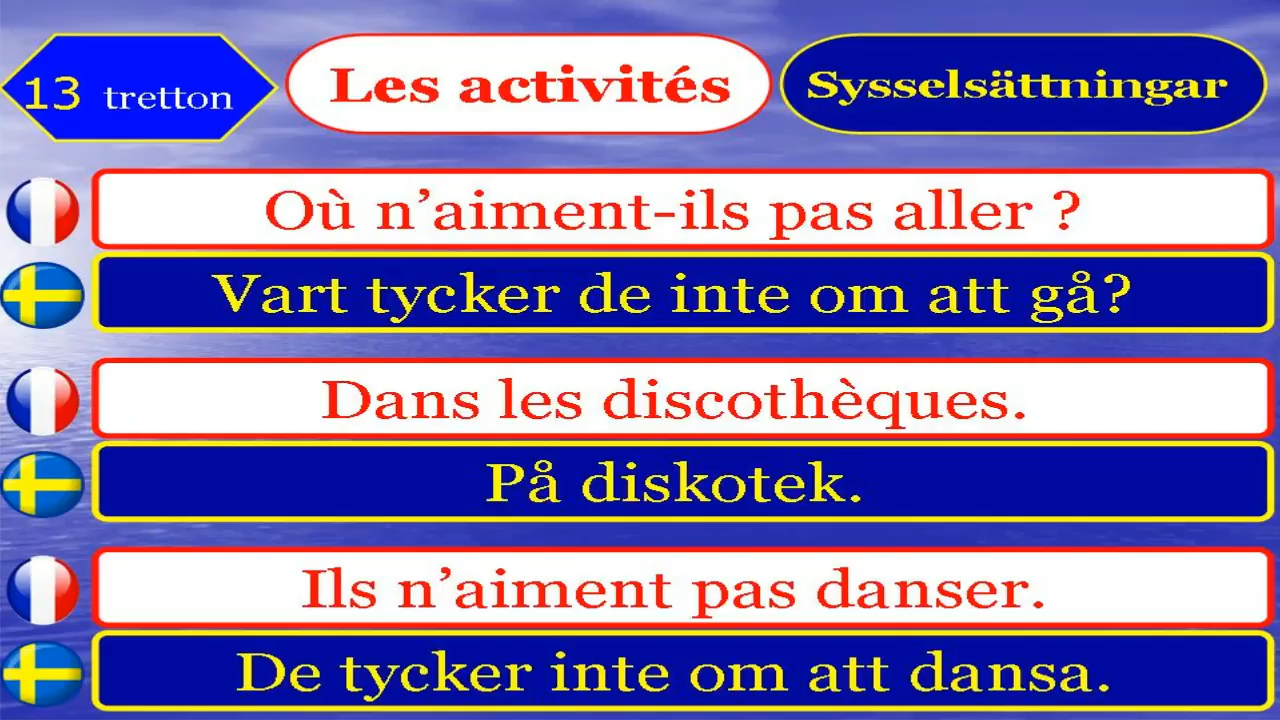 13 tretton
Les activités
Sysselsättningar
Où n’aiment-ils pas aller ?
Vart tycker de inte om att gå?
Dans les discothèques.
På diskotek.
Ils n’aiment pas danser.
De tycker inte om att dansa.